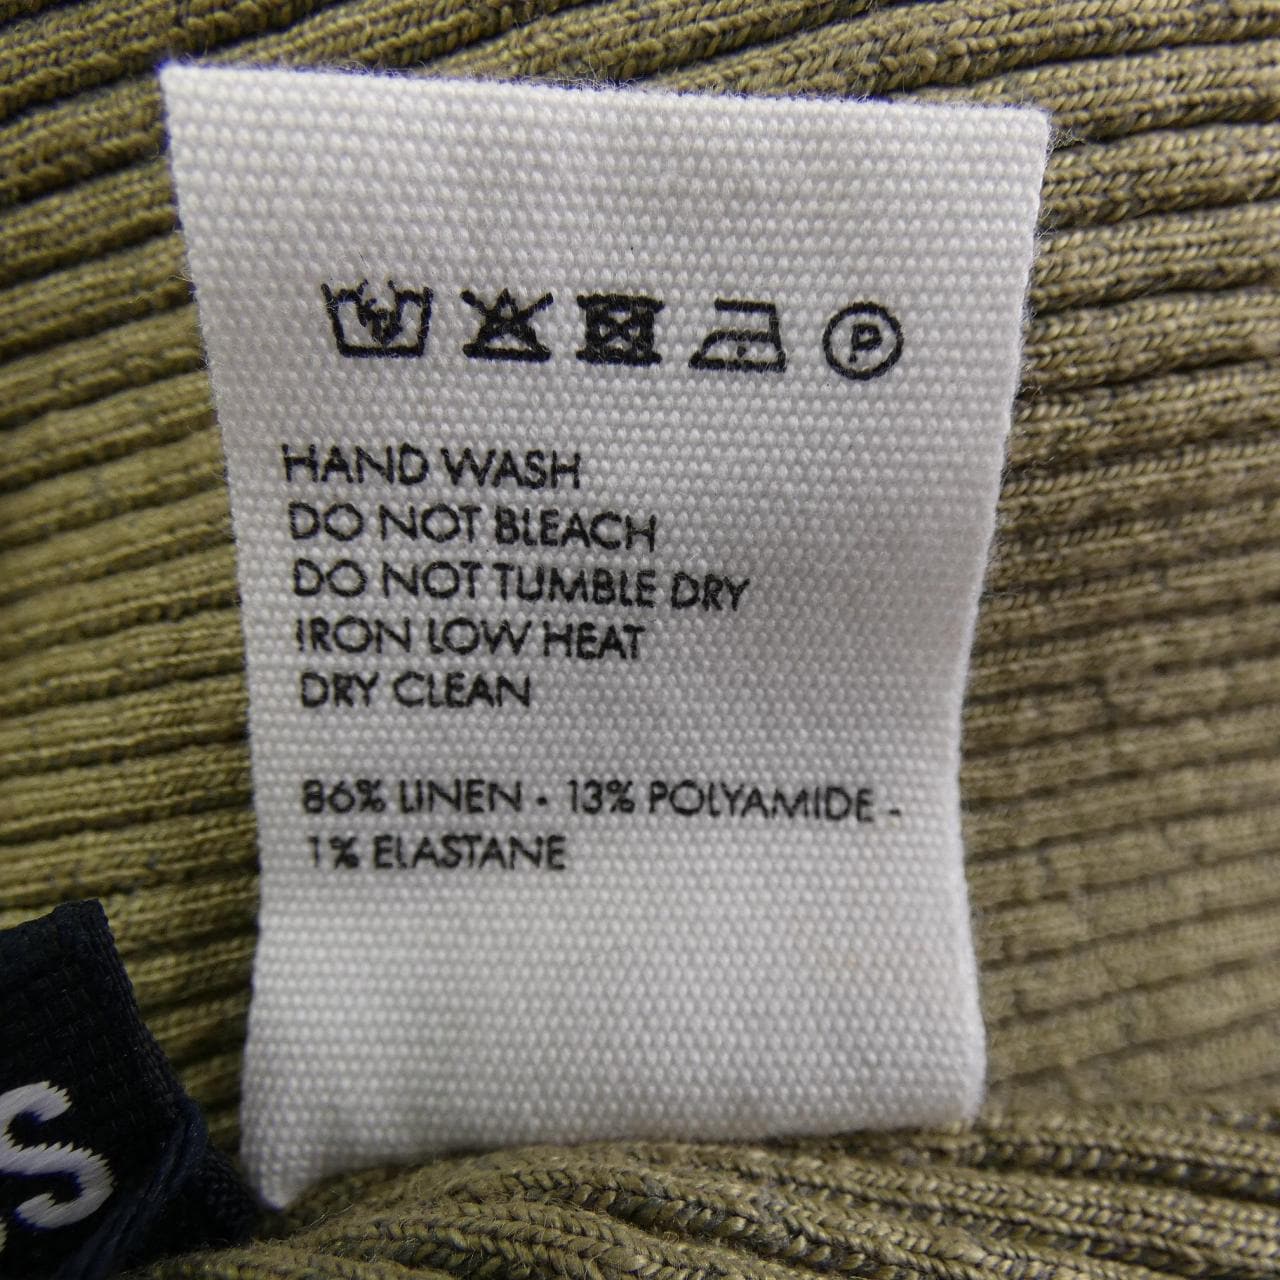 P
HAND WASH
DO NOT BLEACH
DO NOT TUMBLE DRY
IRON LOW HEAT
DRY CLEAN
86% LINEN - 13% POLYAMIDE -
1% ELASTANE
S